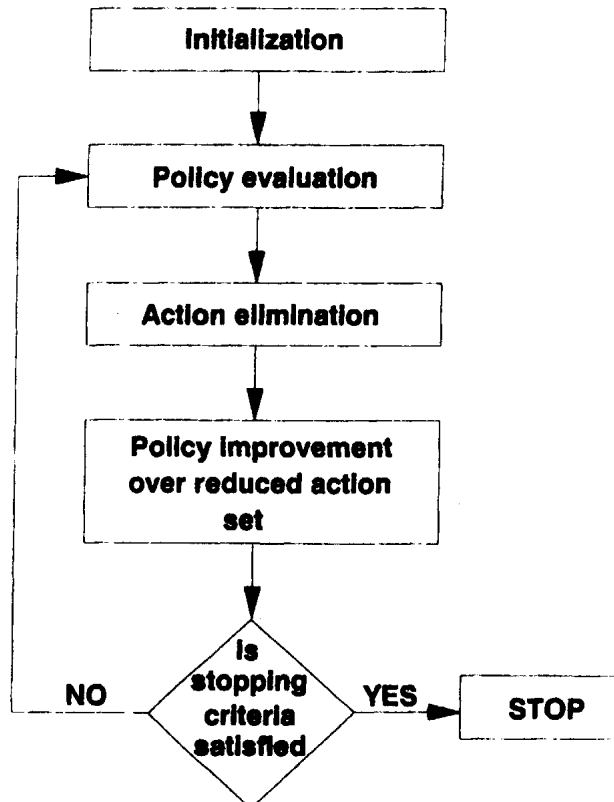 Initialization
Policy evaluation
Action elimination
Policy improvement
over reduced action
set
Is
stopping
criteria
satisfied
NO
YES
STOP